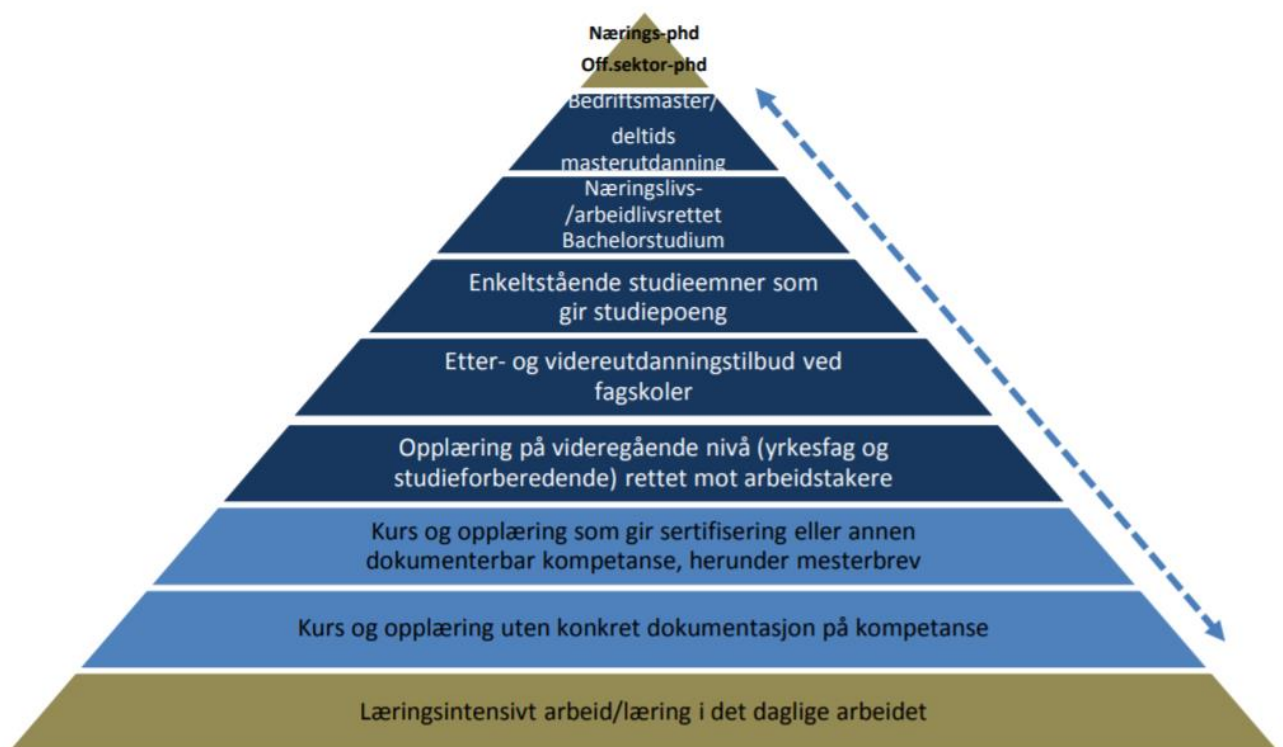 Nærings-phd
Off.sektor-phd
Bedriftsmaster/
deltids
masterutdanning
Næringslivs-
/arbeidlivsrettet
Bachelorstudium
Enkeltstående studieemner som
gir studiepoeng
Etter- og videreutdanningstilbud ved
fagskoler
Opplæring på videregående nivå (yrkesfag og
studieforberedende) rettet mot arbeidstakere
Kurs og opplæring som gir sertifisering eller annen
dokumenterbar kompetanse, herunder mesterbrev
Kurs og opplæring uten konkret dokumentasjon på kompetanse
Læringsintensivt arbeid/læring i det daglige arbeidet